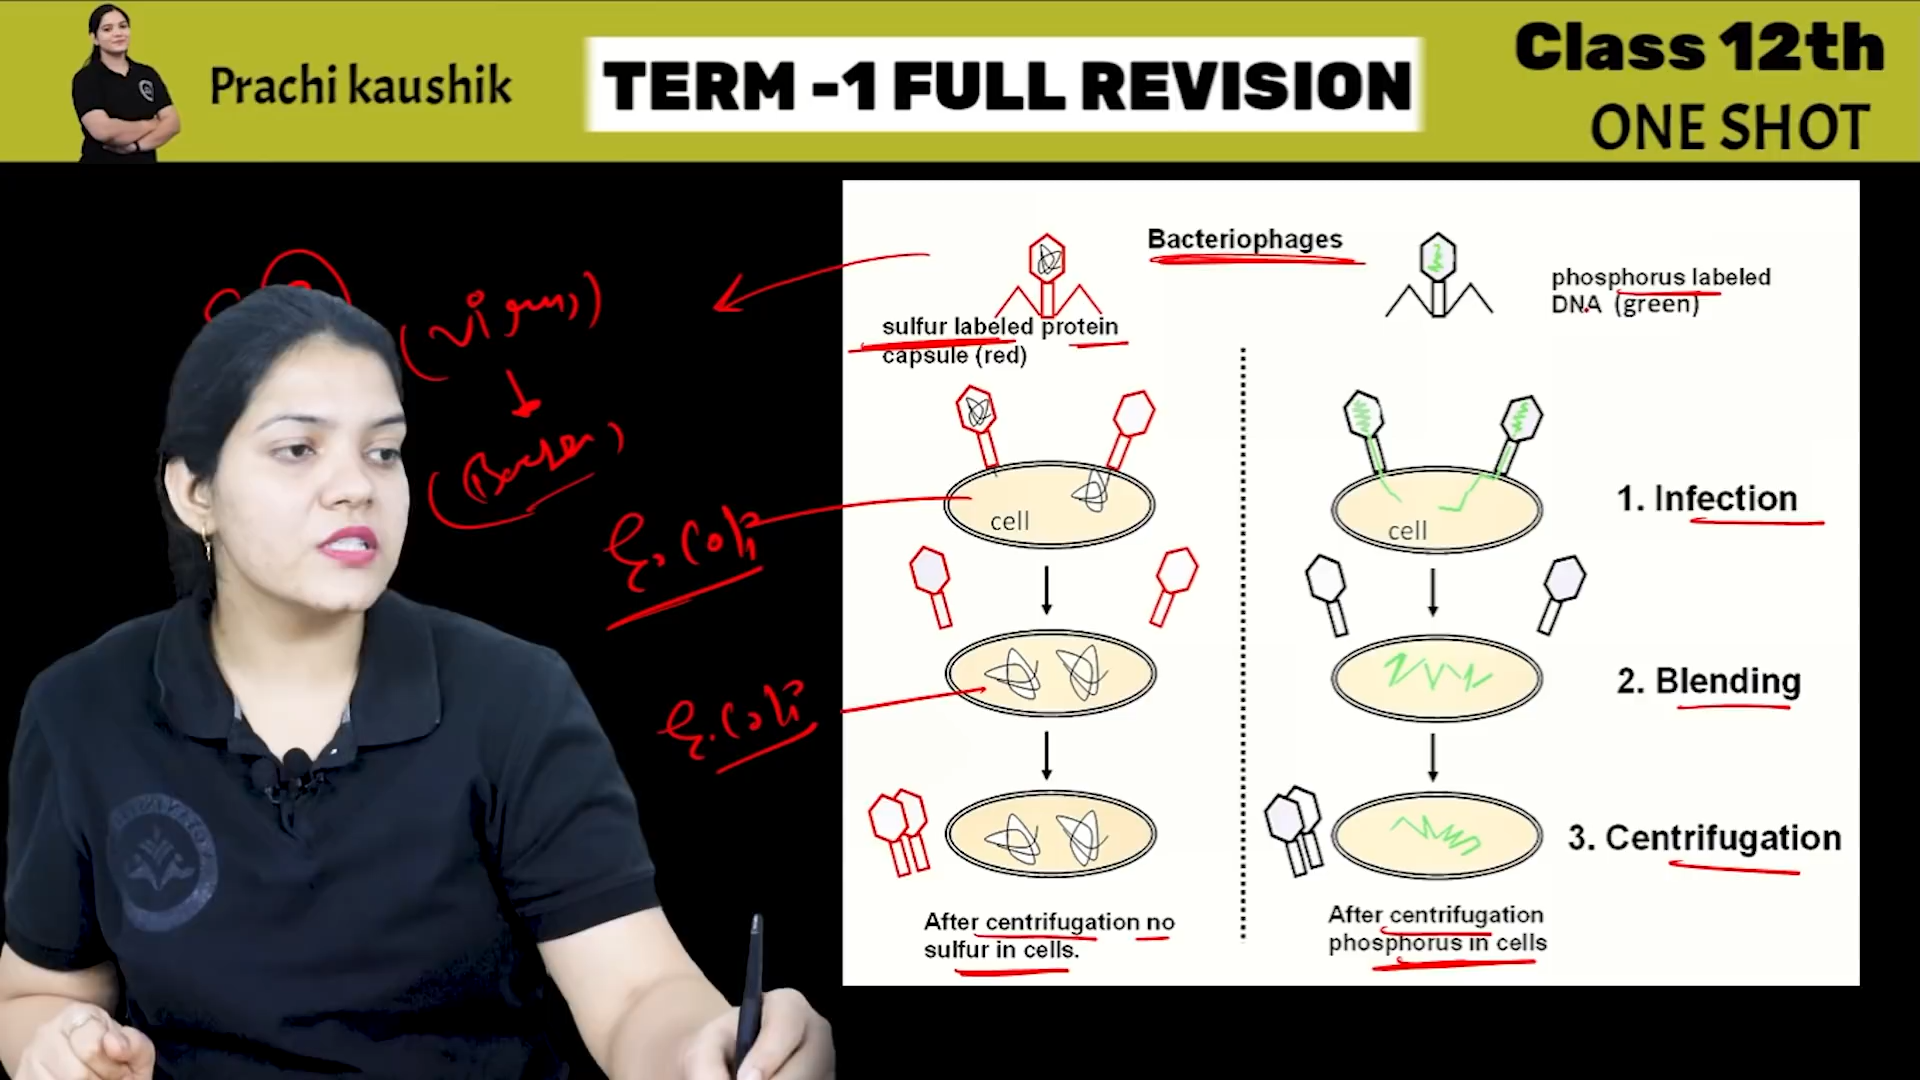 Prachi kaushik
TERM -1 FULL REVISION
Class 12th
ONE SHOT
Bacteriophages
sulfur labeled protein
capsule (red)
phosphorus labeled
DNA (green)
cell
cell
1. Infection
2. Blending
3. Centrifugation
After centrifugation no
sulfur in cells.
After centrifugation
phosphorus in cells
(Virus)
E. Coli
E. Coli